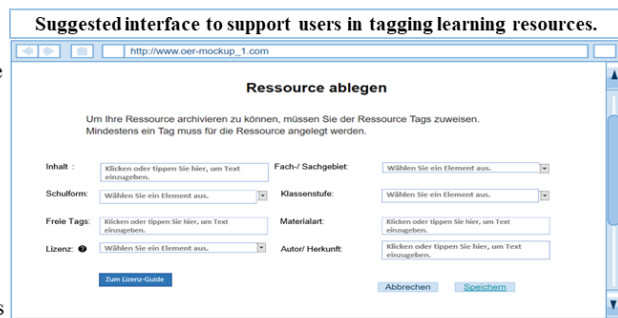 Suggested interface to support users in tagging learning resources.
http://www.oer-mockup_1.com
e
Ressource ablegen
Um Ihre Ressource archivieren zu können, müssen Sie der Ressource Tags zuweisen.
Mindestens ein Tag muss für die Ressource angelegt werden.
Inhalt :
Klicken oder tippen Sie hier, um Text
einzugeben.
Fach-/ Sachgebiet:
Wählen Sie ein Element aus.
Schulform:
Wählen Sie ein Element aus.
Klassenstufe:
Wählen Sie ein Element aus.
Freie Tags:
Klicken oder tippen Sie hier, um Text
einzugeben.
Materialart:
Klicken oder tippen Sie hier, um Text
einzugeben.
Lizenz: ?
Wählen Sie ein Element aus.
Autor/ Herkunft:
Klicken oder tippen Sie hier, um Text
einzugeben.
Zum Lizenz-Guide
Abbrechen
Speichern
s